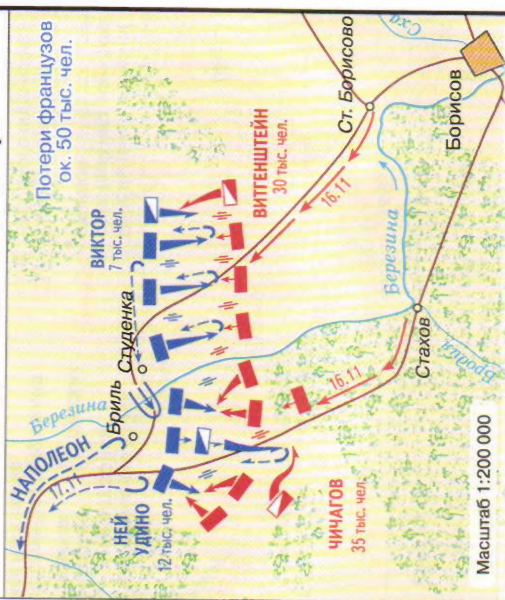 Потери французов
ок. 50 тыс. чел.
Сха
Борисов
Ст. Борисово
ВИТГЕНШТЕЙН
30 тыс. чел.
16.11
ВИКТОР
7 тыс. чел.
Студенка
Березина
Бриль
Березина
НАПОЛЕОН
17.11
НЕЙ
УДИНО
12 тыс. чел.
ЧИЧАГОВ
35 тыс. чел.
16.11
Стахов
Бродня
Масштаб 1:200 000